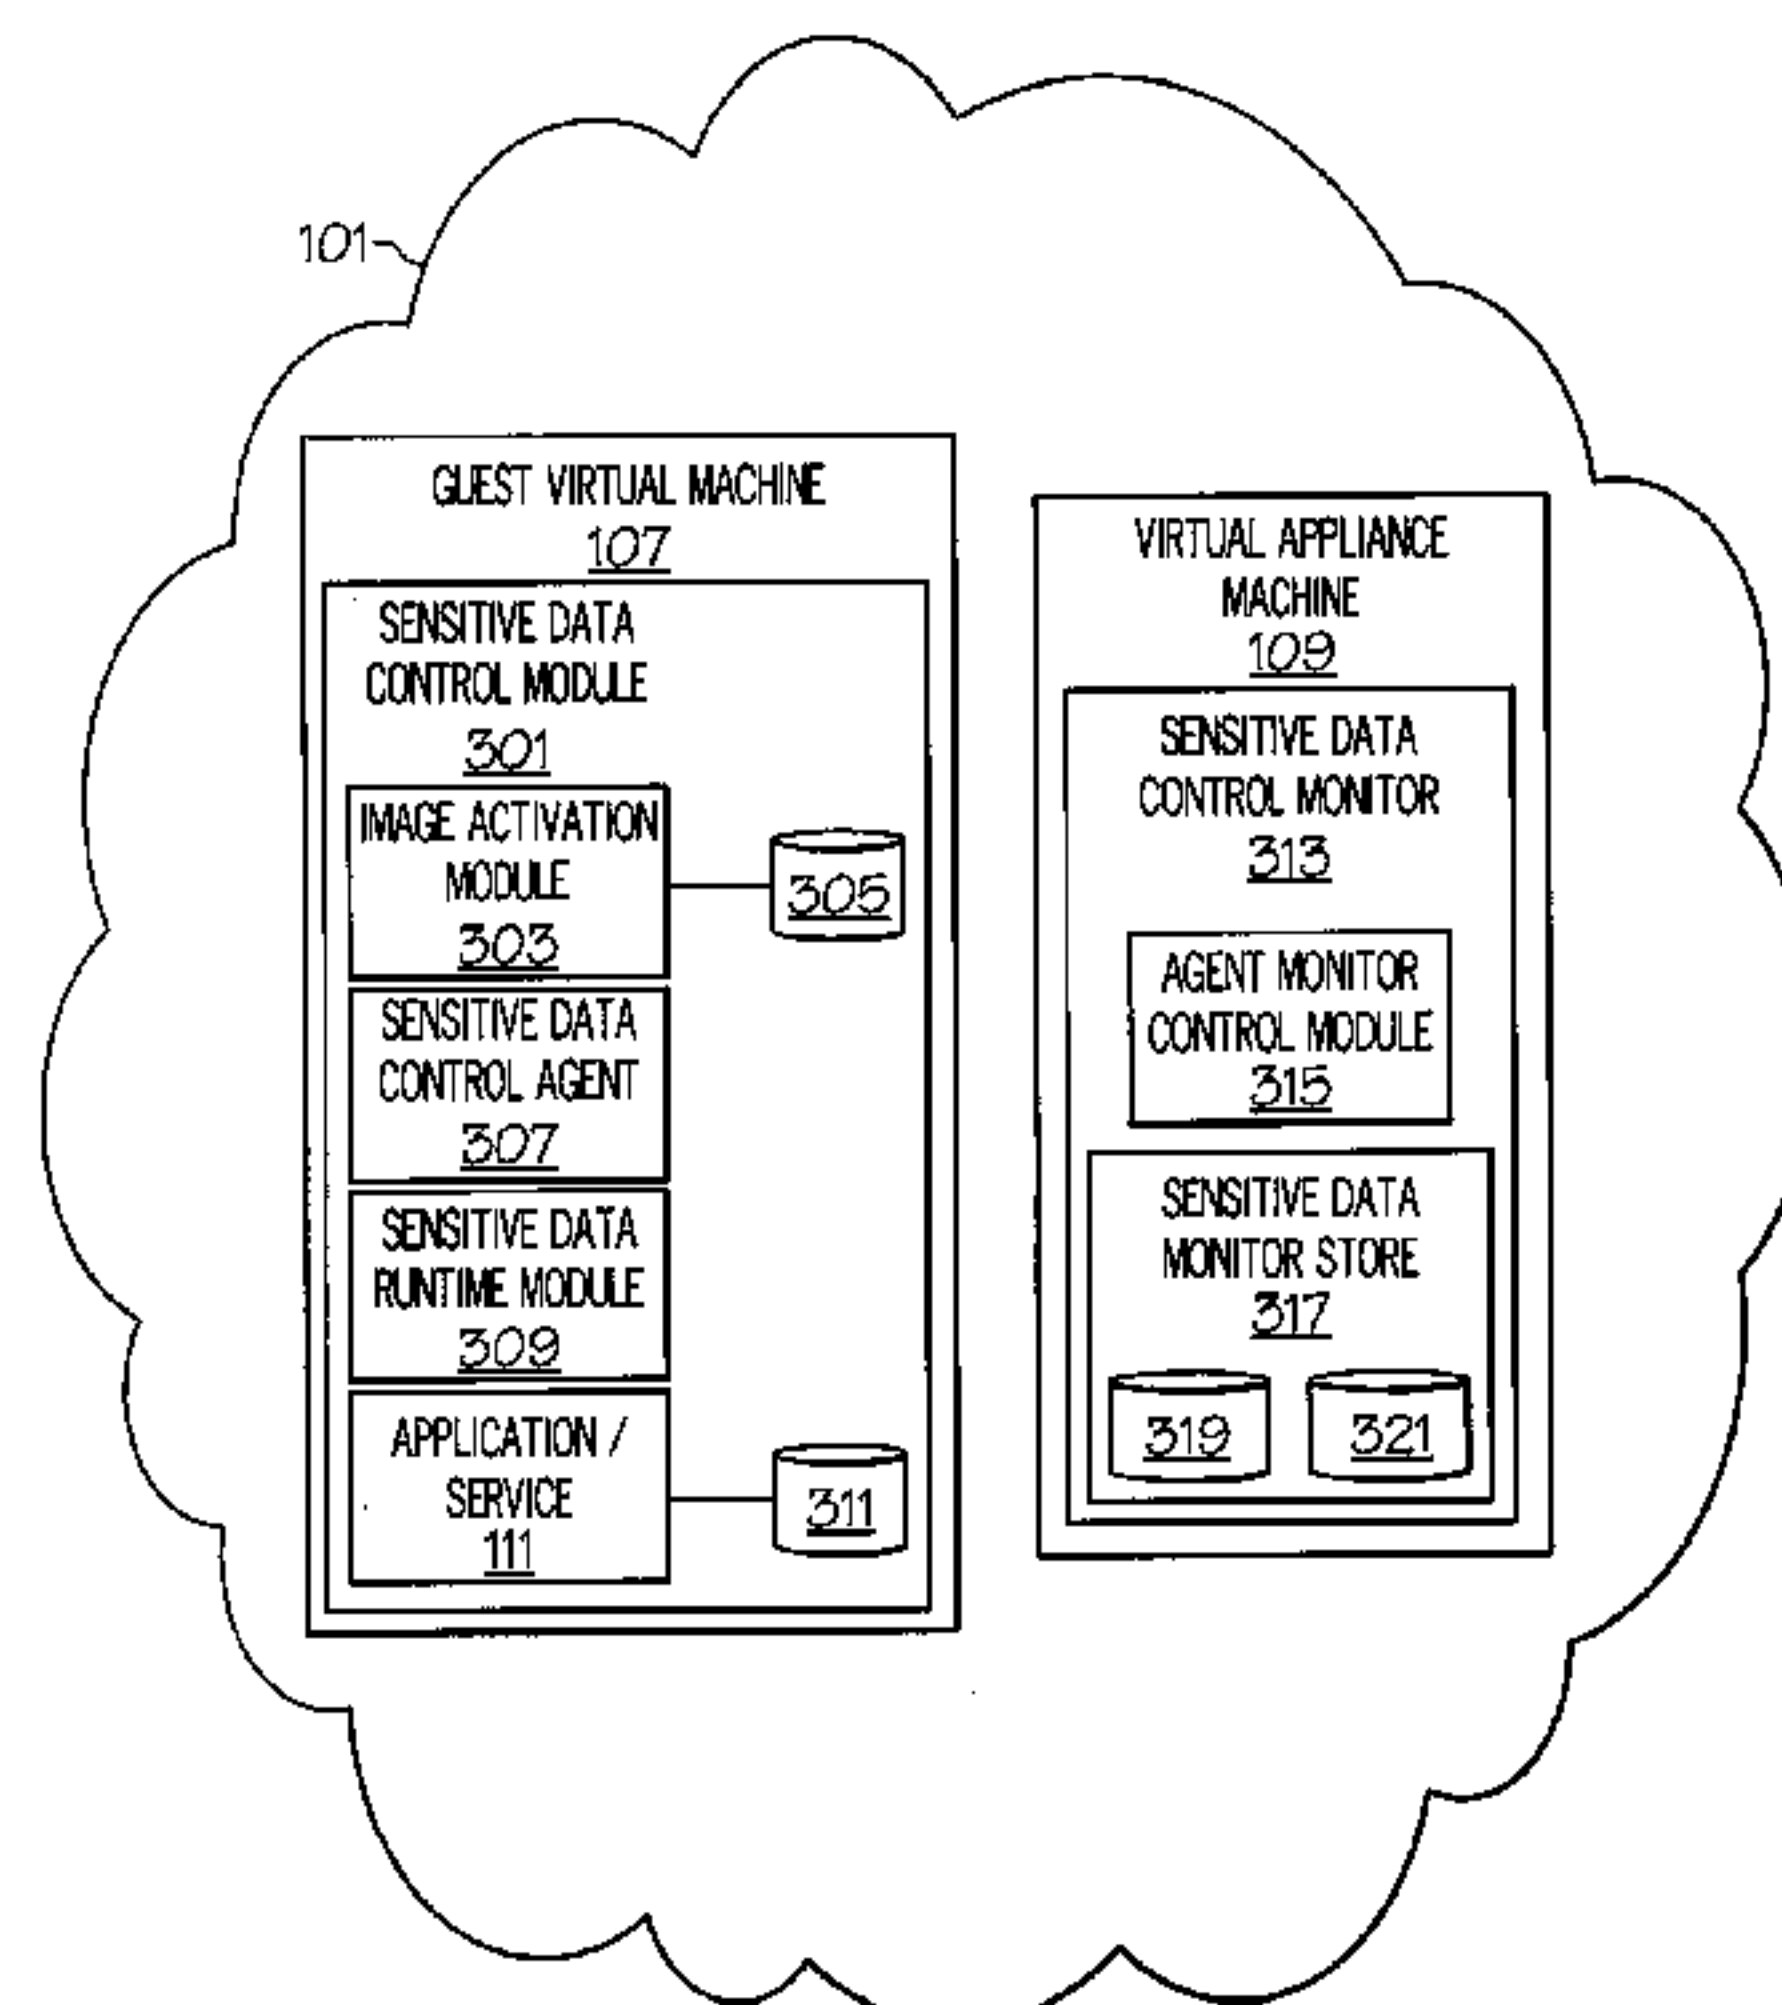 101
GUEST VIRTUAL MACHINE
107
SENSITIVE DATA
CONTROL MODULE
301
IMAGE ACTIVATION
MODULE
303
305
SENSITIVE DATA
CONTROL AGENT
307
SENSITIVE DATA
RUNTIME MODULE
309
APPLICATION /
SERVICE
111
311
VIRTUAL APPLIANCE
MACHINE
109
SENSITIVE DATA
CONTROL MONITOR
313
AGENT MONITOR
CONTROL MODULE
315
SENSITIVE DATA
MONITOR STORE
317
319
321